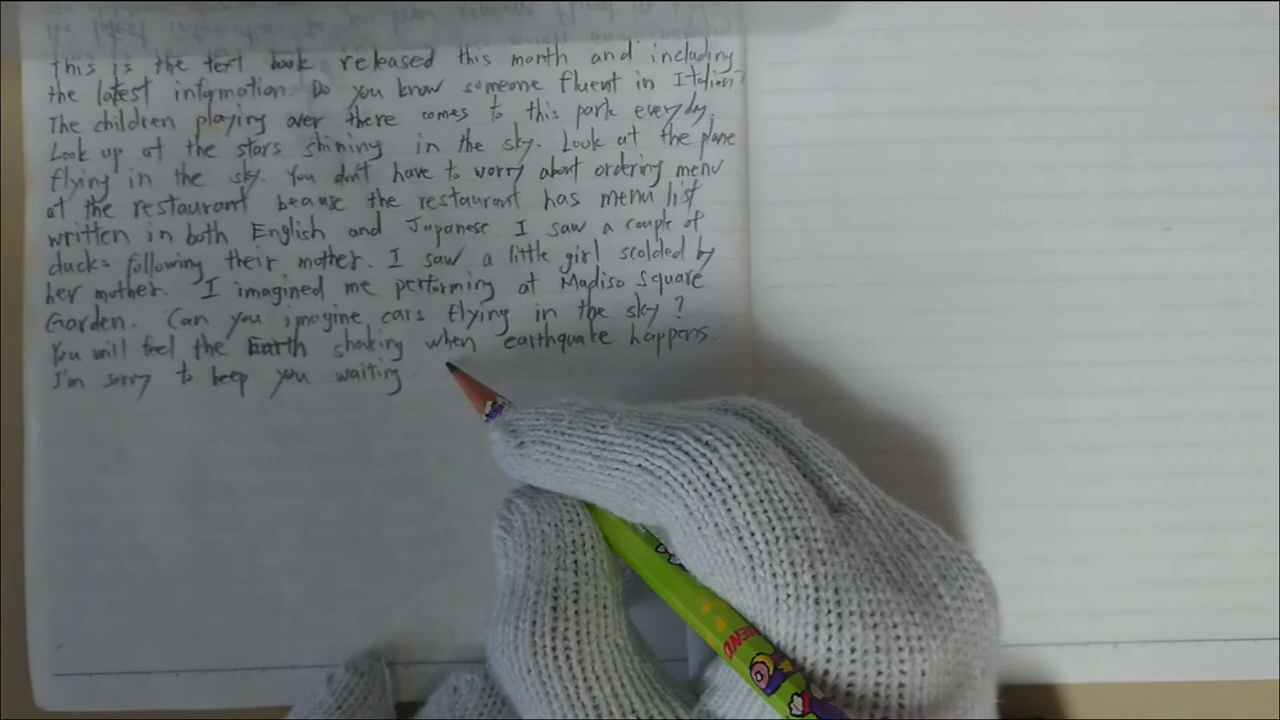 This is the text book released this month and including
the latest information. Do you know someone fluent in Italian?
The children playing over there comes to this park everyday.
Look up at the stars shining in the sky. Look at the plane
flying in the sky. You don't have to worry about ordering menu
at the restaurant beause the restaurant has menu list
written in both English and Japanese I saw a couple of
ducks following their mother. I saw a little girl scolded by
her mother. I imagined me performing at Madiso Square
Garden. Can you imagine cars flying in the sky?
You will feel the Earth shaking when earthquake happens.
I'm sorry to keep you waiting.